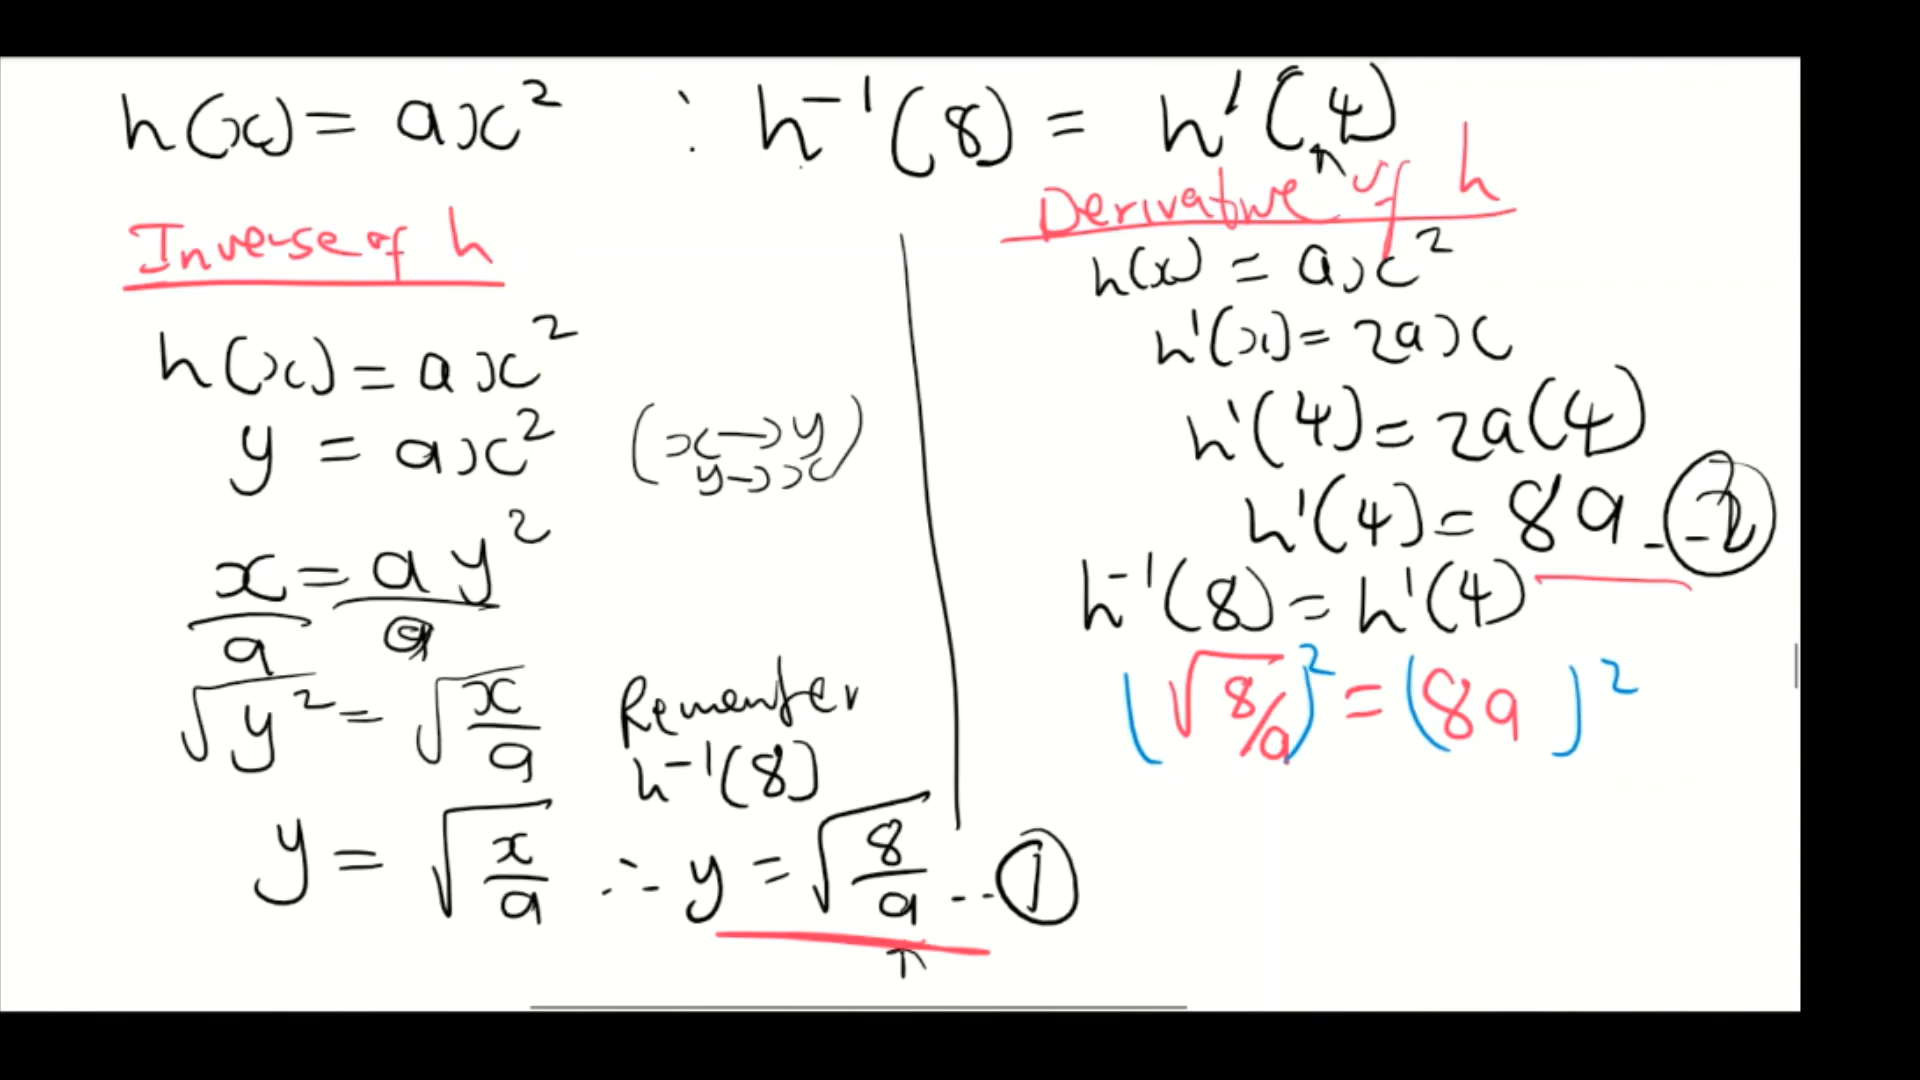 h(x) = ax² : h⁻¹(8) = h'(4)
Inverse of h
h(x) = ax²
y = ax² (x→y
y→x)
x/a = ay²/a
√y² = √(x/a)
Remember
h⁻¹(8)
y = √(x/a) ∴ y = √(8/a) -- ①
Derivative of h
h(x) = ax²
h'(x) = 2ax
h'(4) = 2a(4)
h'(4) = 8a -- ②
h⁻¹(8) = h'(4)
(√8/a)² = (8a)²